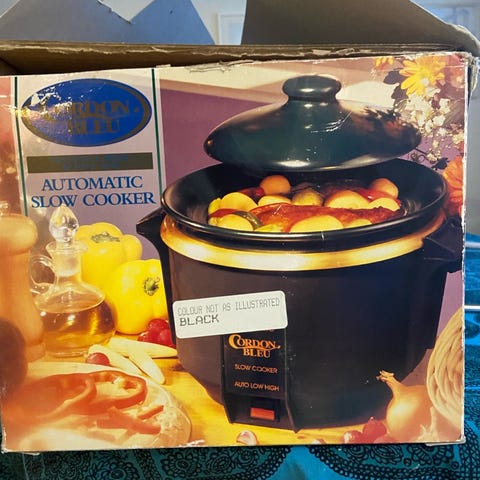 CORDON
BLEU
AUTOMATIC
SLOW COOKER
COLOUR NOT AS ILLUSTRATED
BLACK
CORDON
BLEU
SLOW COOKER
AUTO LOW HIGH